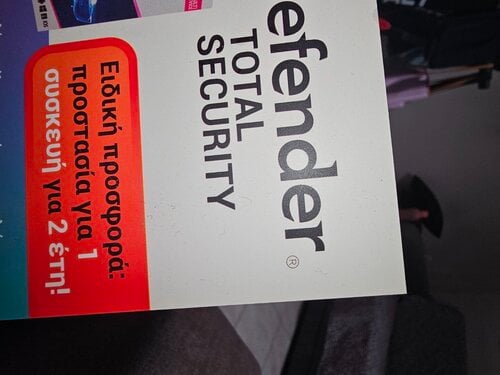 efender®
TOTAL
SECURITY
Ειδική προσφορά:
προστασία για 1
συσκευή για 2 έτη!